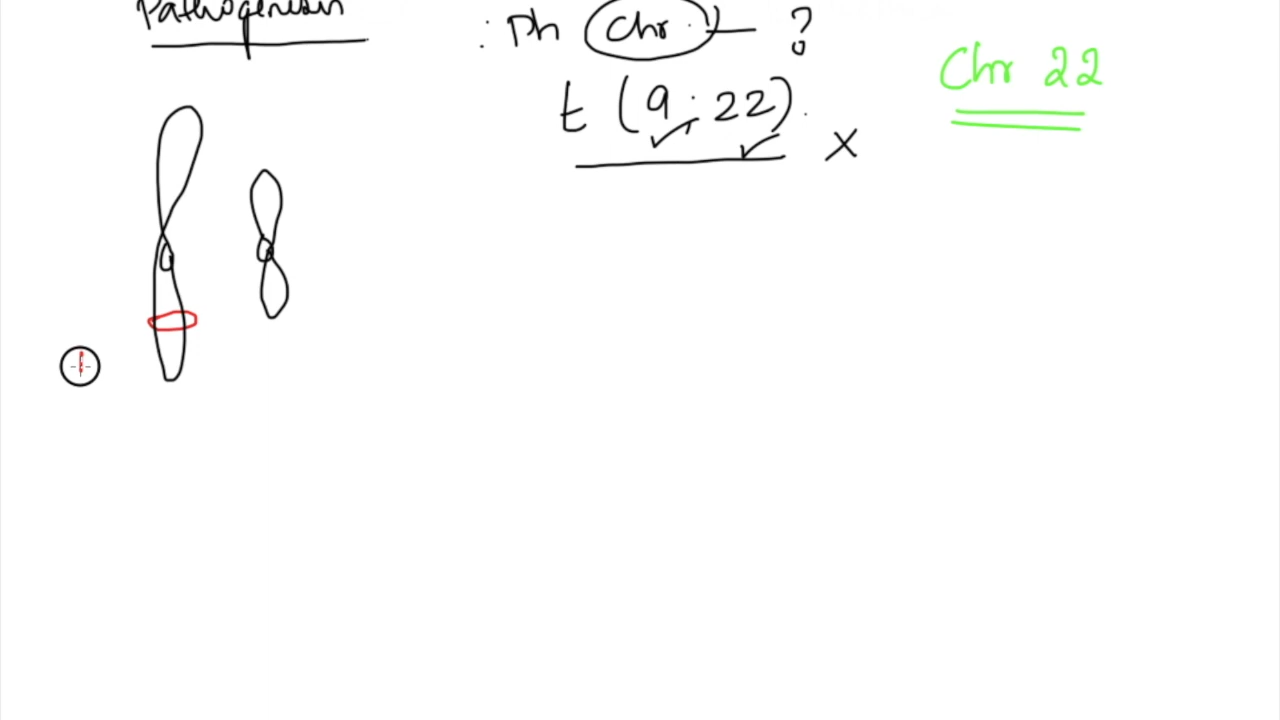 Pathogenesis
: Ph Chr. – ?
t (9; 22). X
Chr 22